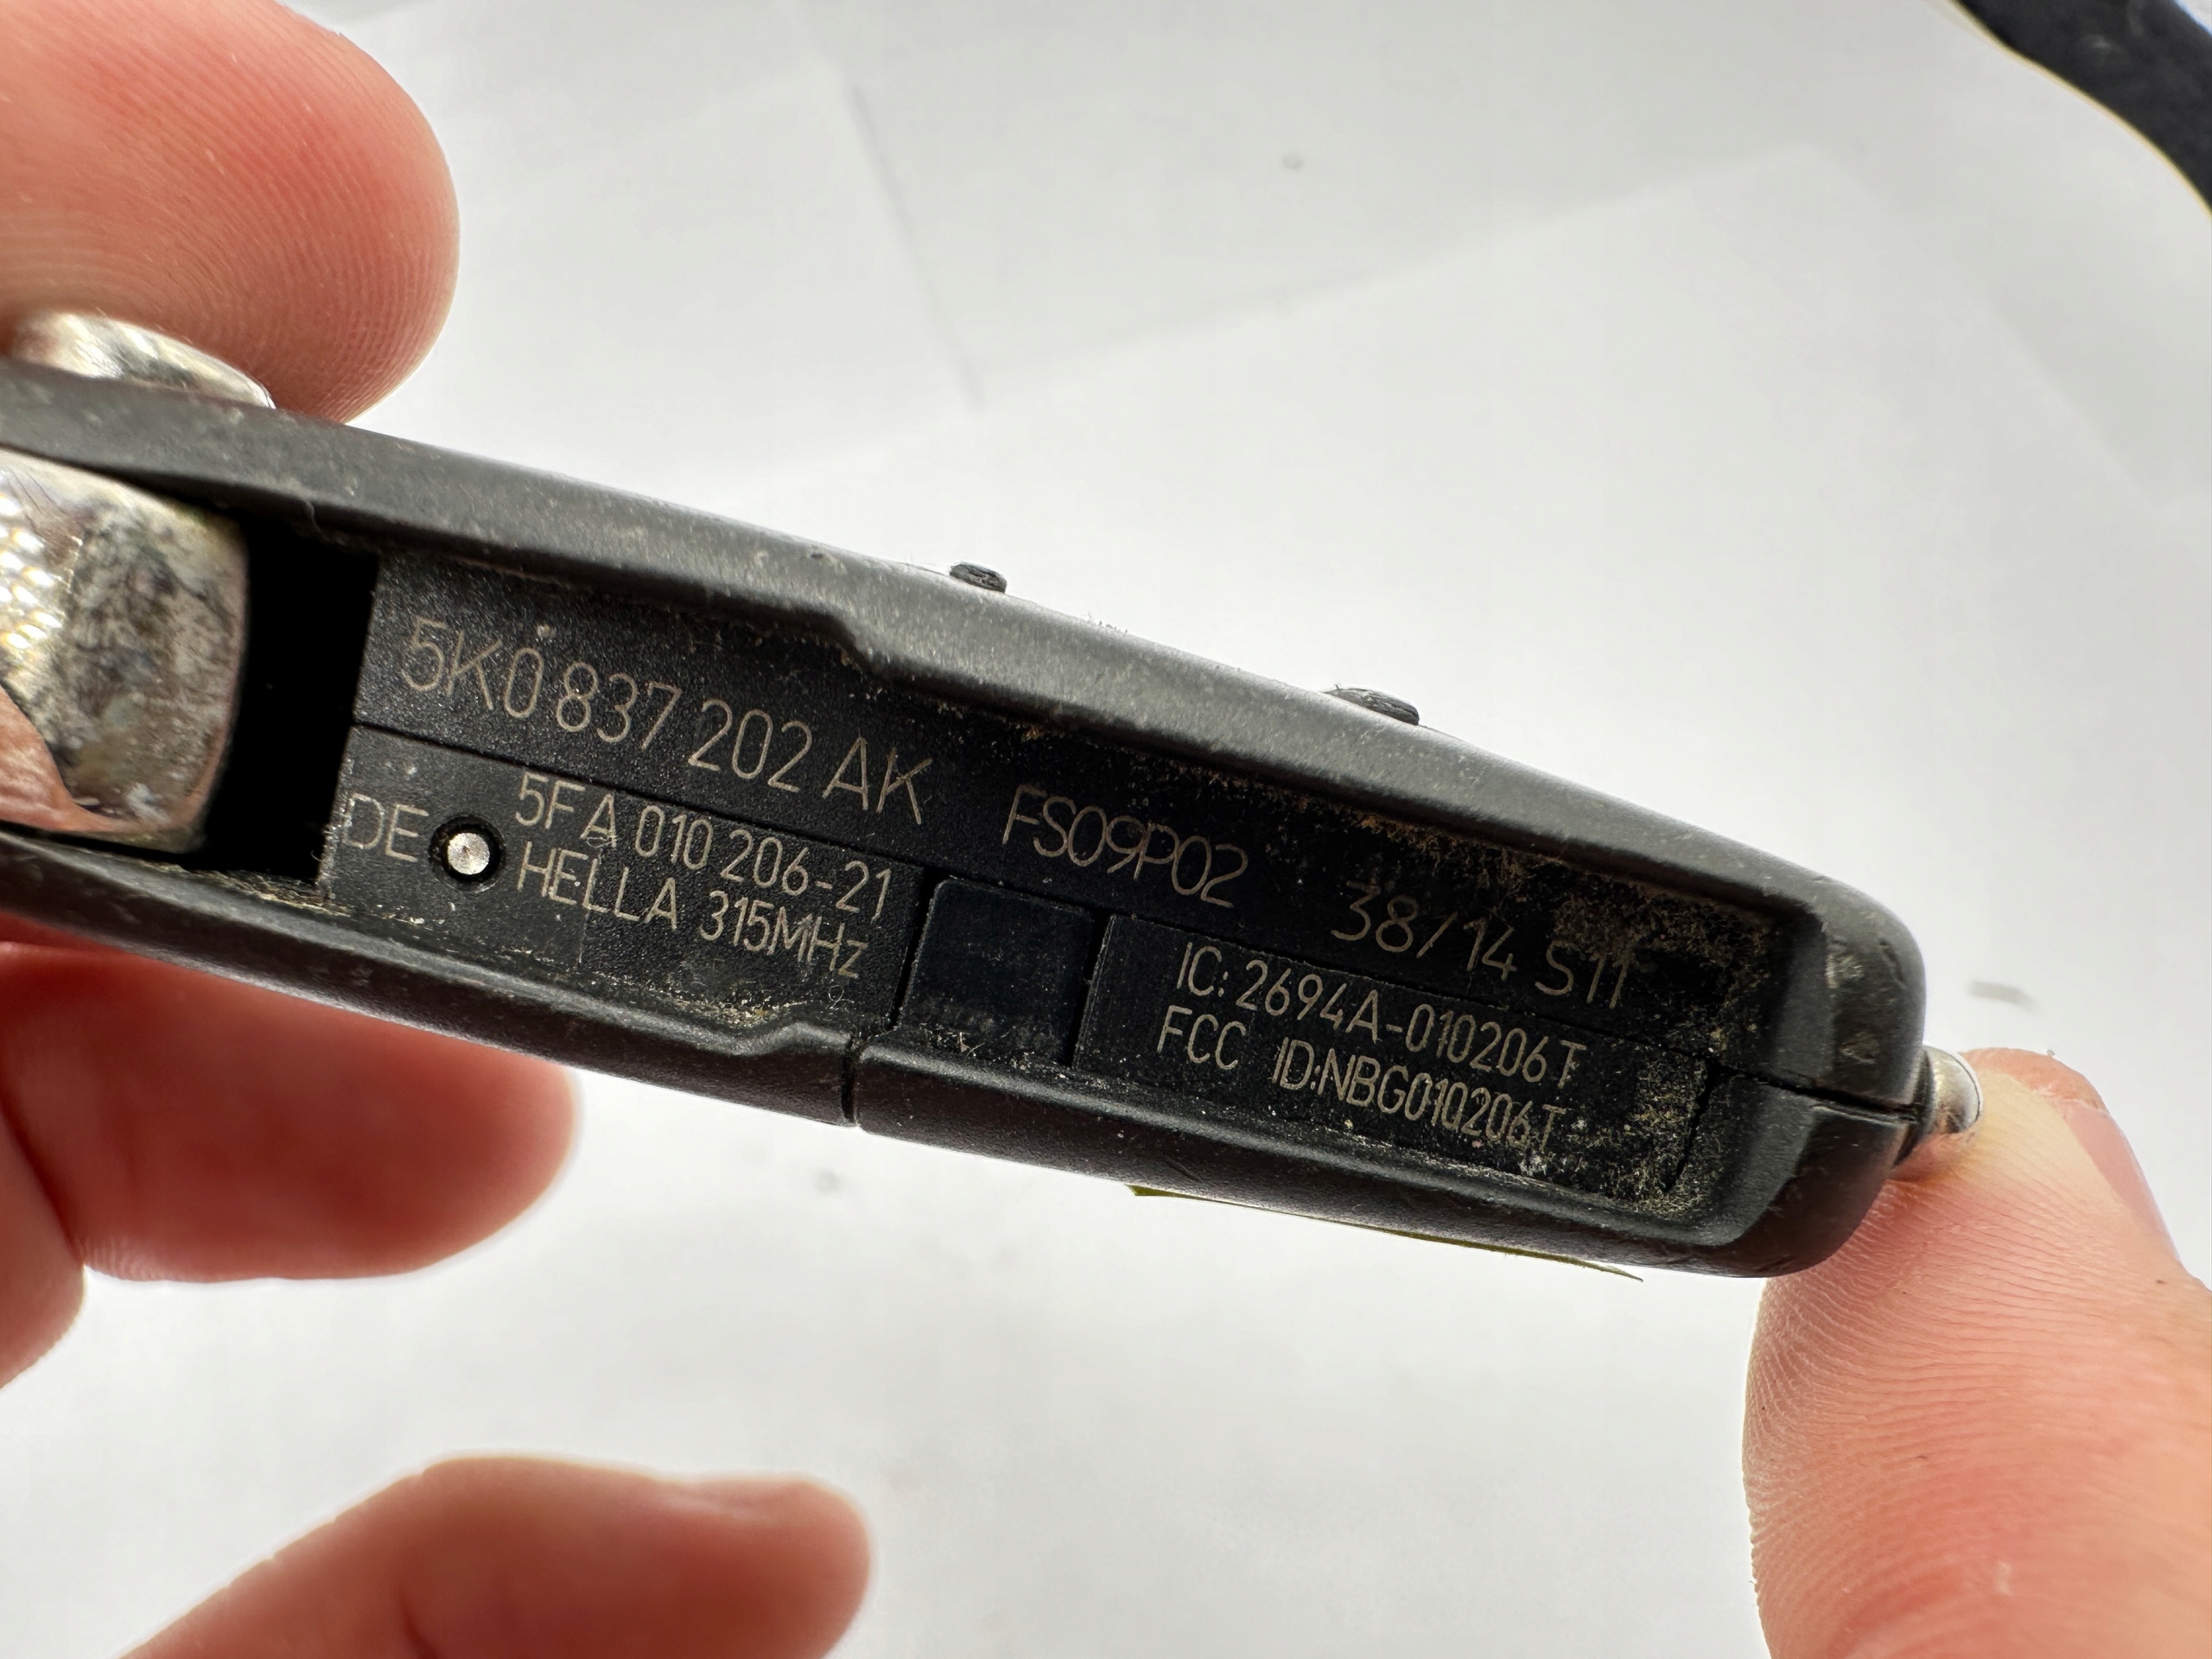 5K0 837 202 AK FS09P02 38/14 S11
DE
5FA 010 206-21
HELLA 315MHz
IC: 2694A-010206T
FCC ID:NBG010206T